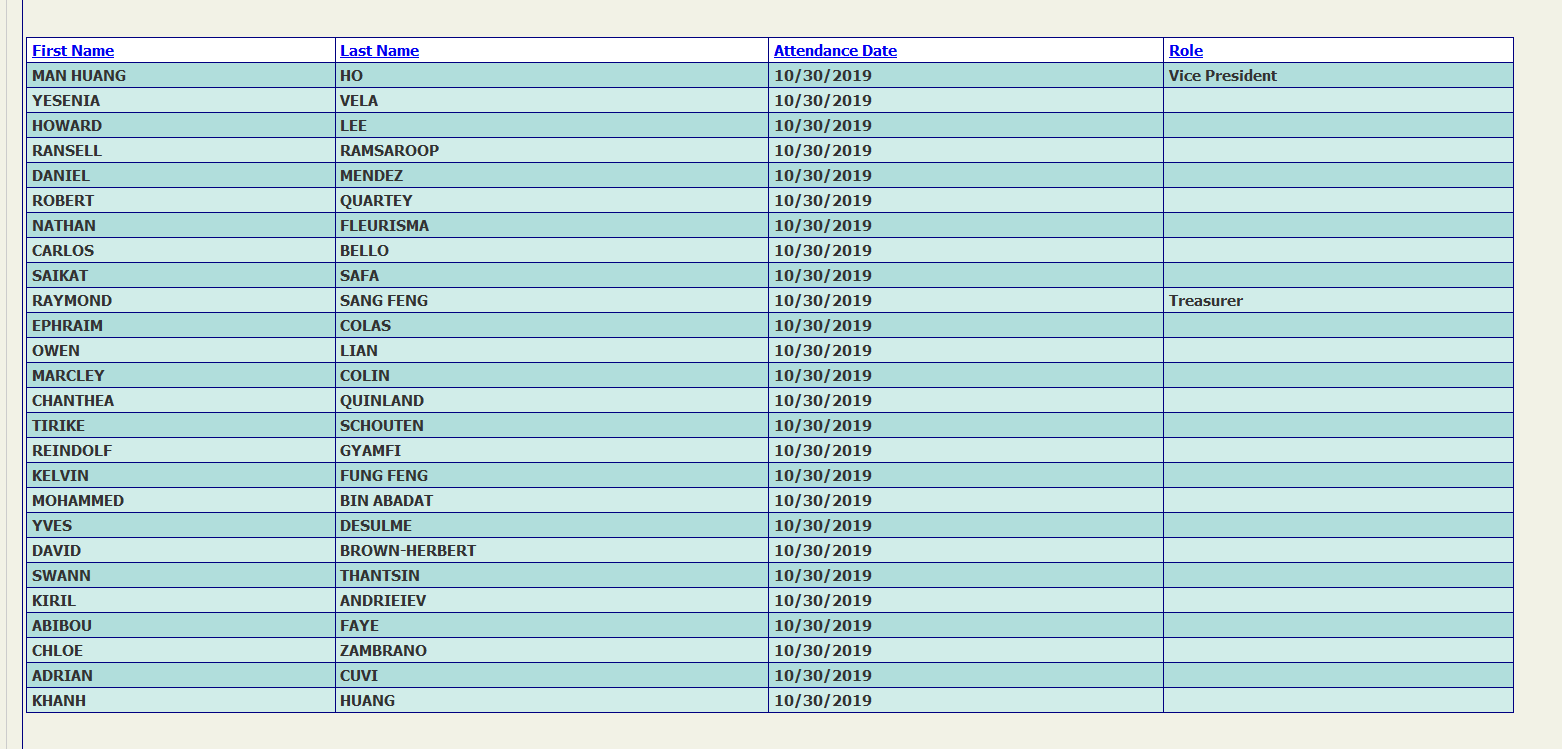 First Name Last Name Attendance Date Role
MAN HUANG HO 10/30/2019 Vice President
YESENIA VELA 10/30/2019
HOWARD LEE 10/30/2019
RANSELL RAMSAROOP 10/30/2019
DANIEL MENDEZ 10/30/2019
ROBERT QUARTEY 10/30/2019
NATHAN FLEURISMA 10/30/2019
CARLOS BELLO 10/30/2019
SAIKAT SAFA 10/30/2019
RAYMOND SANG FENG 10/30/2019 Treasurer
EPHRAIM COLAS 10/30/2019
OWEN LIAN 10/30/2019
MARCLEY COLIN 10/30/2019
CHANTHEA QUINLAND 10/30/2019
TIRIKE SCHOUTEN 10/30/2019
REINDOLF GYAMFI 10/30/2019
KELVIN FUNG FENG 10/30/2019
MOHAMMED BIN ABADAT 10/30/2019
YVES DESULME 10/30/2019
DAVID BROWN-HERBERT 10/30/2019
SWANN THANTSIN 10/30/2019
KIRIL ANDRIEIEV 10/30/2019
ABIBOU FAYE 10/30/2019
CHLOE ZAMBRANO 10/30/2019
ADRIAN CUVI 10/30/2019
KHANH HUANG 10/30/2019